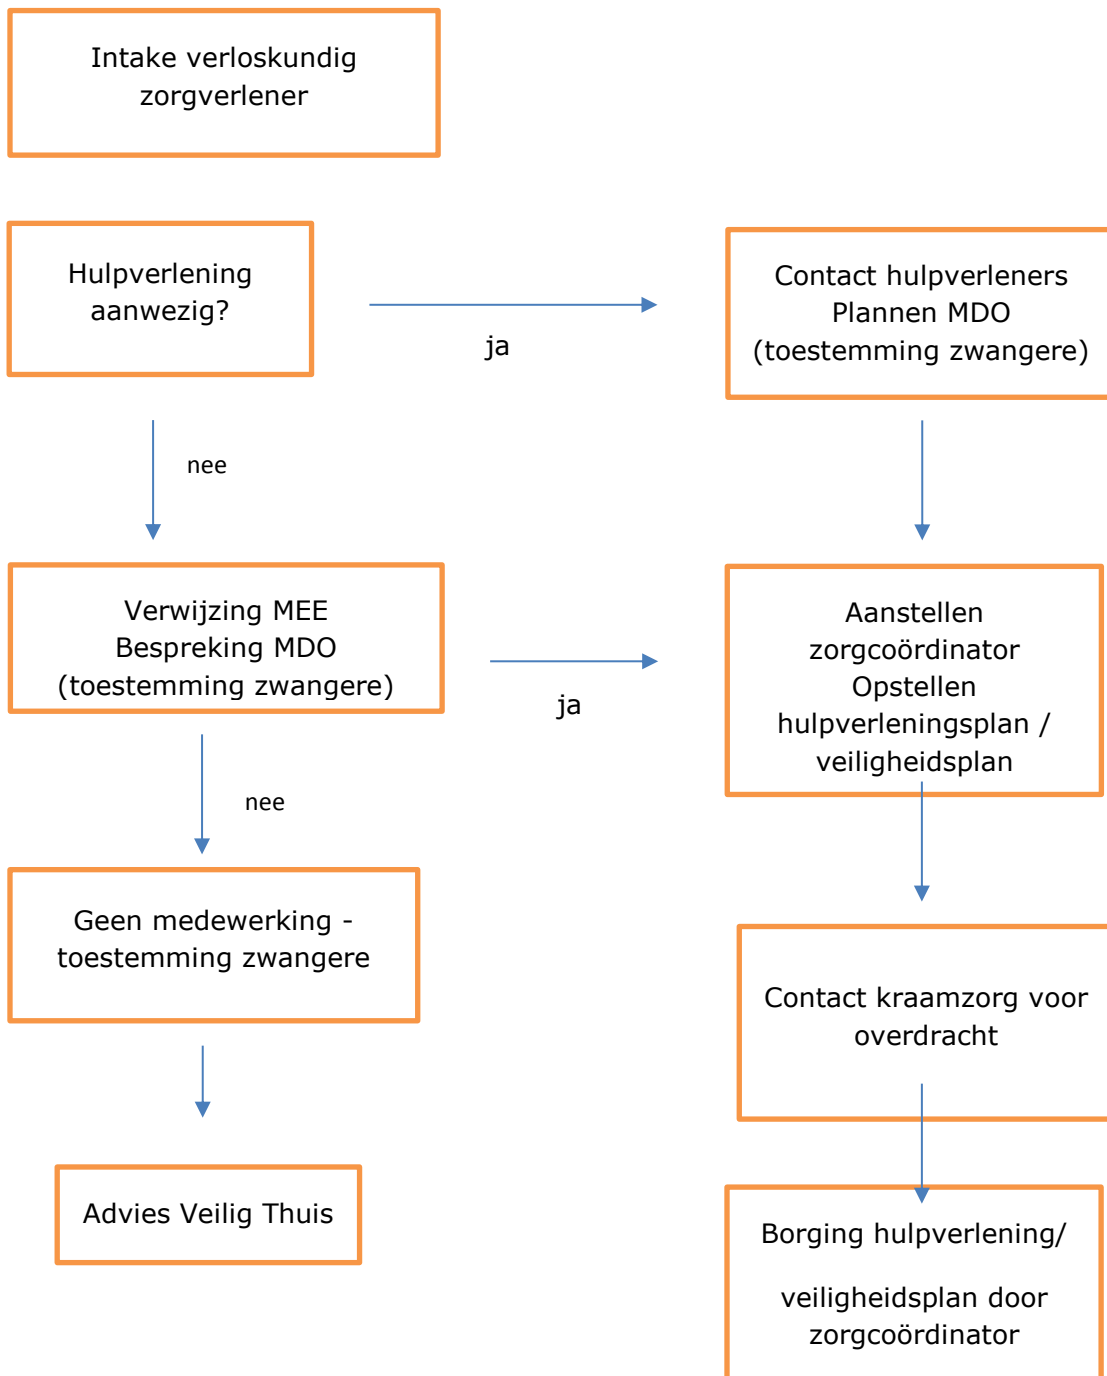 Intake verloskundig
zorgverlener
Hulpverlening
aanwezig?
ja
Contact hulpverleners
Plannen MDO
(toestemming zwangere)
nee
Verwijzing MEE
Bespreking MDO
(toestemming zwangere)
ja
Aanstellen
zorgcoördinator
Opstellen
hulpverleningsplan /
veiligheidsplan
nee
Geen medewerking -
toestemming zwangere
Contact kraamzorg voor
overdracht
Advies Veilig Thuis
Borging hulpverlening/
veiligheidsplan door
zorgcoördinator